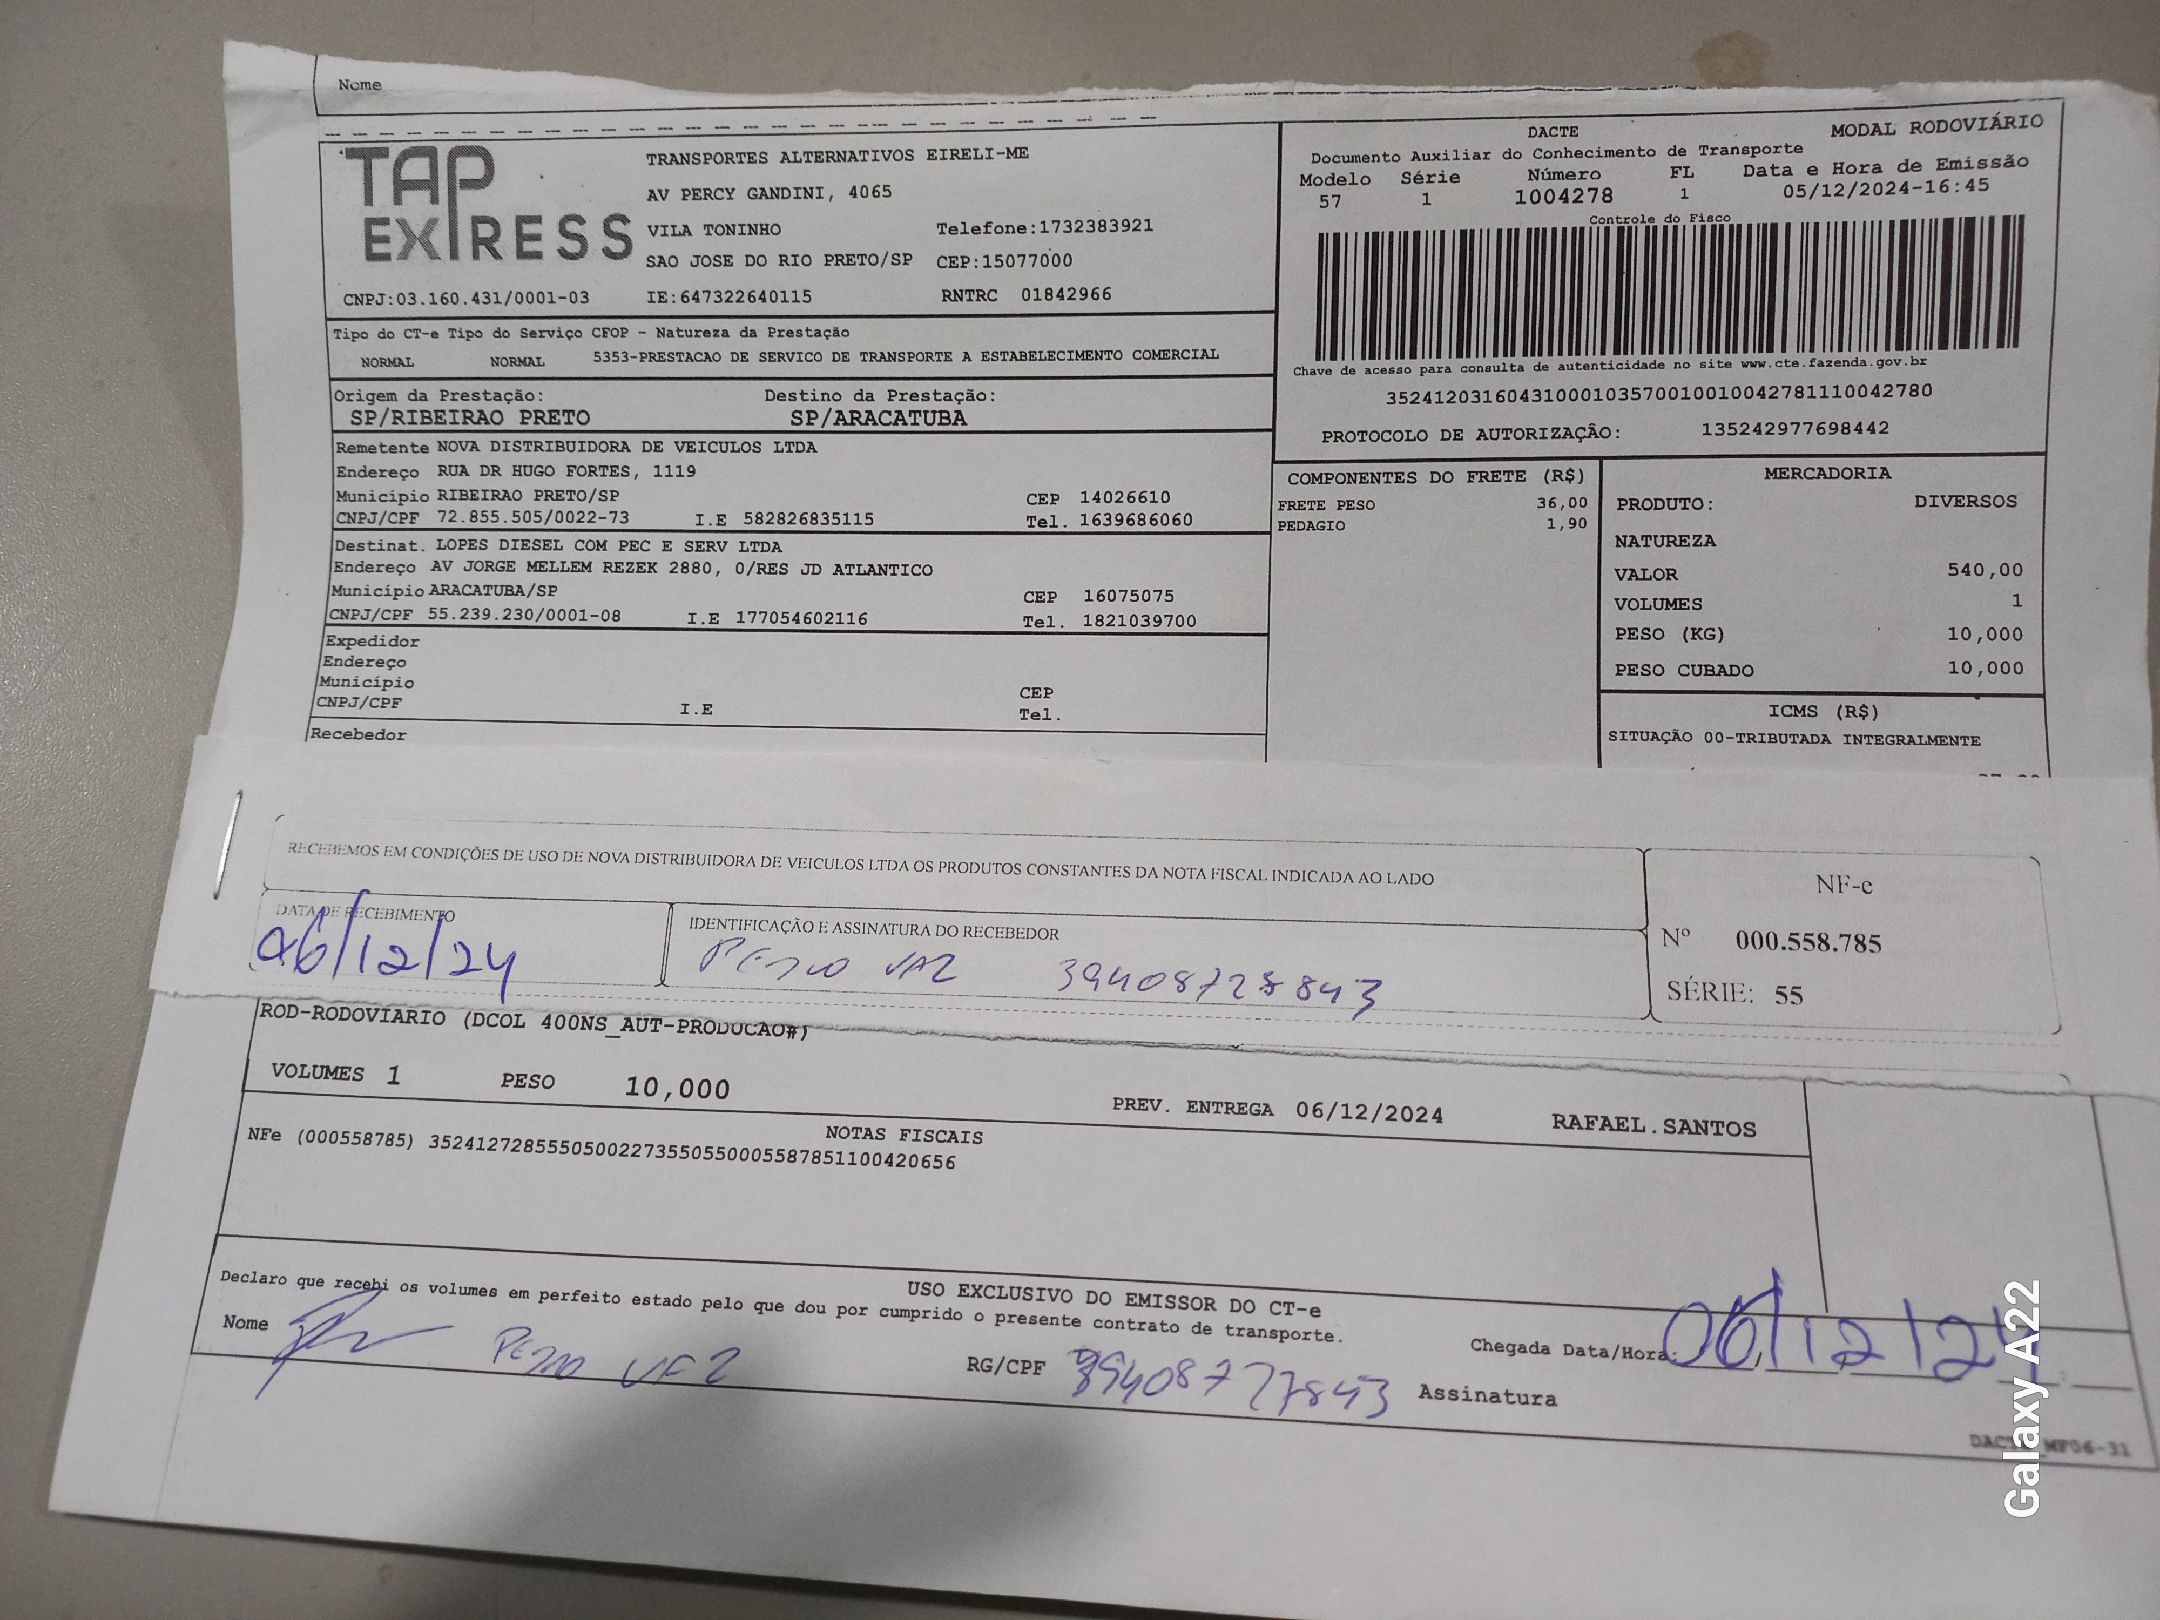 Nome
TAP EXPRESS
TRANSPORTES ALTERNATIVOS EIRELI-ME
AV PERCY GANDINI, 4065
VILA TONINHO Telefone:1732383921
SAO JOSE DO RIO PRETO/SP CEP:15077000
CNPJ:03.160.431/0001-03 IE:647322640115 RNTRC 01842966
DACTE MODAL RODOVIÁRIO
Documento Auxiliar do Conhecimento de Transporte
Modelo Série Número FL Data e Hora de Emissão
57 1 1004278 1 05/12/2024-16:45
Controle do Fisco
Chave de acesso para consulta de autenticidade no site www.cte.fazenda.gov.br
35241203160431000103570010010042781110042780
PROTOCOLO DE AUTORIZAÇÃO: 135242977698442
Tipo do CT-e Tipo do Serviço CFOP - Natureza da Prestação
NORMAL NORMAL 5353-PRESTACAO DE SERVICO DE TRANSPORTE A ESTABELECIMENTO COMERCIAL
Origem da Prestação: Destino da Prestação:
SP/RIBEIRAO PRETO SP/ARACATUBA
Remetente NOVA DISTRIBUIDORA DE VEICULOS LTDA
Endereço RUA DR HUGO FORTES, 1119
Município RIBEIRAO PRETO/SP CEP 14026610
CNPJ/CPF 72.855.505/0022-73 I.E 582826835115 Tel. 1639686060
Destinat. LOPES DIESEL COM PEC E SERV LTDA
Endereço AV JORGE MELLEM REZEK 2880, 0/RES JD ATLANTICO
Município ARACATUBA/SP CEP 16075075
CNPJ/CPF 55.239.230/0001-08 I.E 177054602116 Tel. 1821039700
Expedidor
Endereço
Município CEP
CNPJ/CPF I.E Tel.
Recebedor
COMPONENTES DO FRETE (R$)
FRETE PESO 36,00
PEDAGIO 1,90
MERCADORIA
PRODUTO: DIVERSOS
NATUREZA
VALOR 540,00
VOLUMES 1
PESO (KG) 10,000
PESO CUBADO 10,000
ICMS (R$)
SITUAÇÃO 00-TRIBUTADA INTEGRALMENTE
RECEBEMOS EM CONDIÇÕES DE USO DE NOVA DISTRIBUIDORA DE VEICULOS LTDA OS PRODUTOS CONSTANTES DA NOTA FISCAL INDICADA AO LADO
DATA DE RECEBIMENTO
06/12/24
IDENTIFICAÇÃO E ASSINATURA DO RECEBEDOR
PEDRO VAZ 39408728843
NF-e
Nº 000.558.785
SÉRIE: 55
ROD-RODOVIARIO (DCOL 400NS_AUT-PRODUCAO#)
VOLUMES 1 PESO 10,000 PREV. ENTREGA 06/12/2024 RAFAEL.SANTOS
NOTAS FISCAIS
NFe (000558785) 35241272855505002273550550005587851100420656
USO EXCLUSIVO DO EMISSOR DO CT-e
Declaro que recebi os volumes em perfeito estado pelo que dou por cumprido o presente contrato de transporte.
Nome PEDRO VAZ RG/CPF 39408727843 Assinatura
Chegada Data/Hora: 06/12/24
Galaxy A22